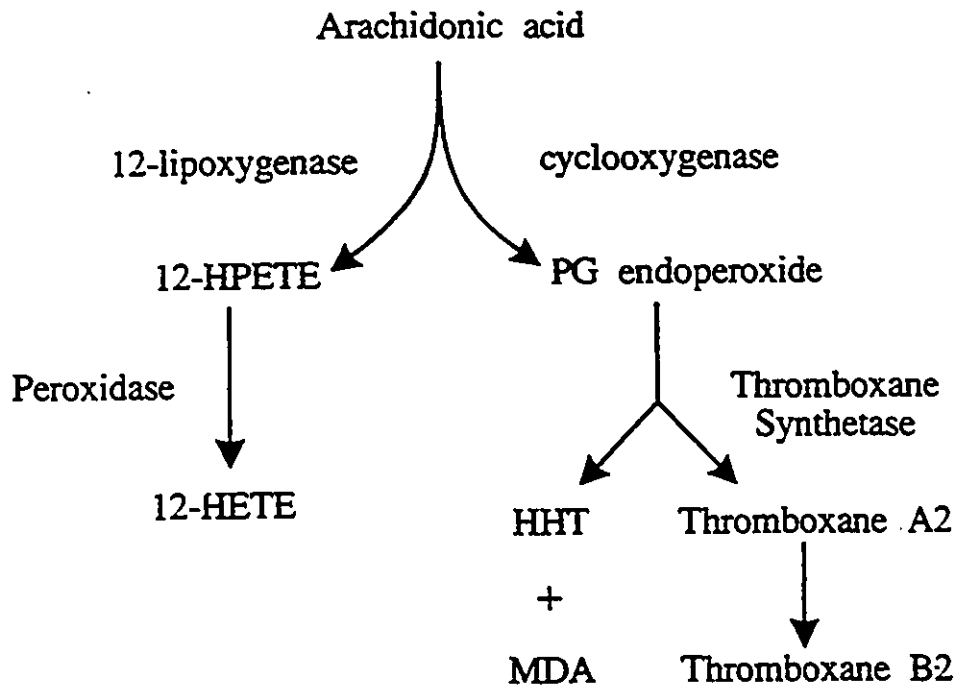 Arachidonic acid
12-lipoxygenase
cyclooxygenase
12-HPETE
PG endoperoxide
Peroxidase
Thromboxane
Synthetase
12-HETE
HHT
Thromboxane A2
+
MDA
Thromboxane B2